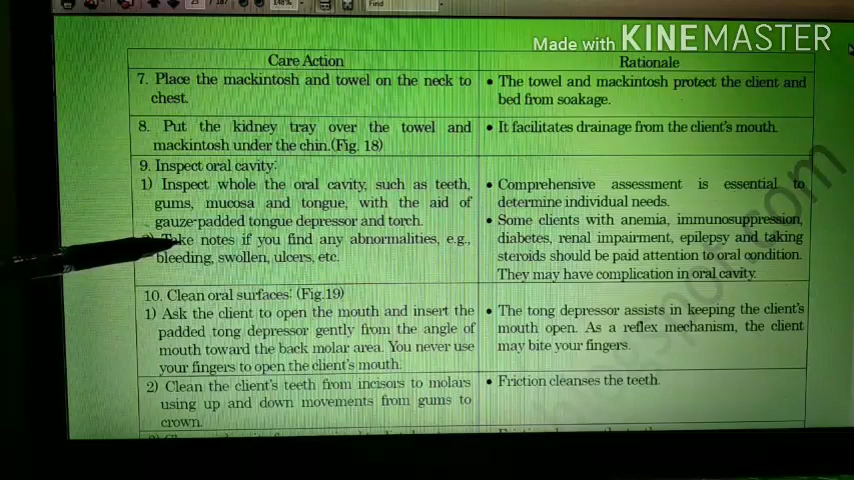 23 / 187
148%
Find
Made with KINEMASTER
Care Action
Rationale
7. Place the mackintosh and towel on the neck to
chest.
• The towel and mackintosh protect the client and
bed from soakage.
8. Put the kidney tray over the towel and
mackintosh under the chin.(Fig. 18)
• It facilitates drainage from the client's mouth.
9. Inspect oral cavity:
1) Inspect whole the oral cavity, such as teeth,
gums, mucosa and tongue, with the aid of
gauze-padded tongue depressor and torch.
Take notes if you find any abnormalities, e.g.,
bleeding, swollen, ulcers, etc.
• Comprehensive assessment is essential to
determine individual needs.
• Some clients with anemia, immunosuppression,
diabetes, renal impairment, epilepsy and taking
steroids should be paid attention to oral condition.
They may have complication in oral cavity.
10. Clean oral surfaces: (Fig.19)
1) Ask the client to open the mouth and insert the
padded tong depressor gently from the angle of
mouth toward the back molar area. You never use
your fingers to open the client's mouth.
• The tong depressor assists in keeping the client's
mouth open. As a reflex mechanism, the client
may bite your fingers.
2) Clean the client's teeth from incisors to molars
using up and down movements from gums to
crown.
• Friction cleanses the teeth.